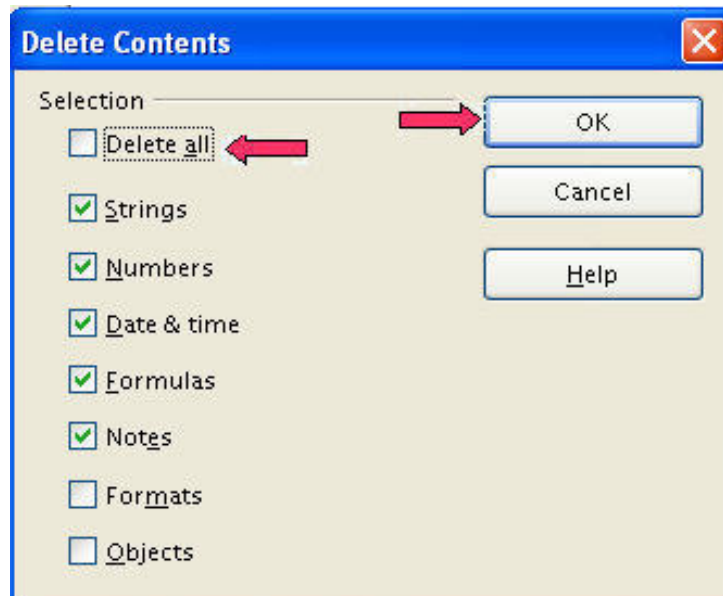 Delete Contents
Selection
Delete all
Strings
Numbers
Date & time
Formulas
Notes
Formats
Objects
OK
Cancel
Help